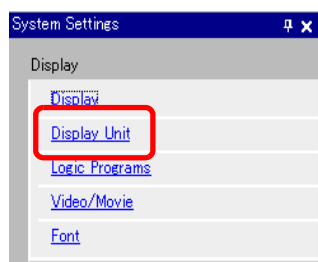 System Settings
Display
Display
Display Unit
Logic Programs
Video/Movie
Font